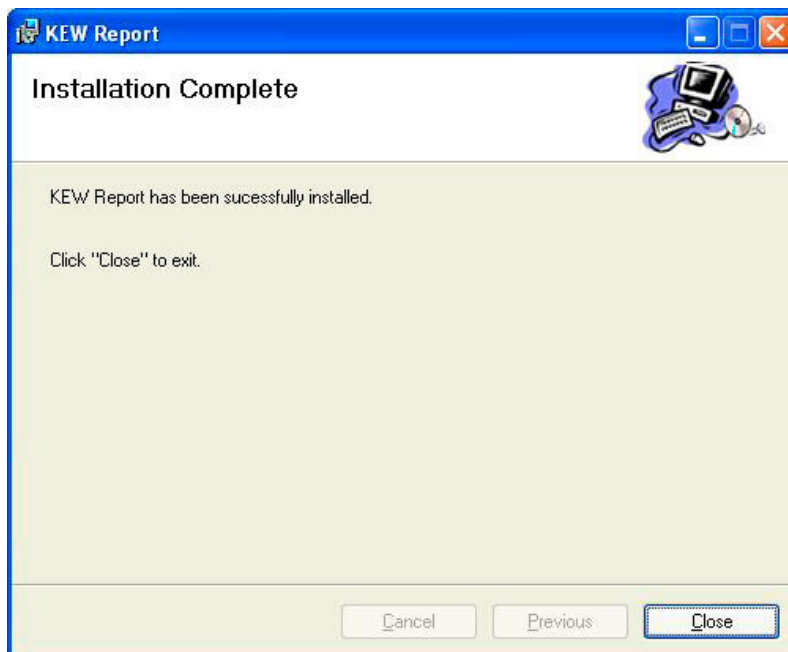 KEW Report
Installation Complete
KEW Report has been sucessfully installed.
Click "Close" to exit.
Cancel Previous Close